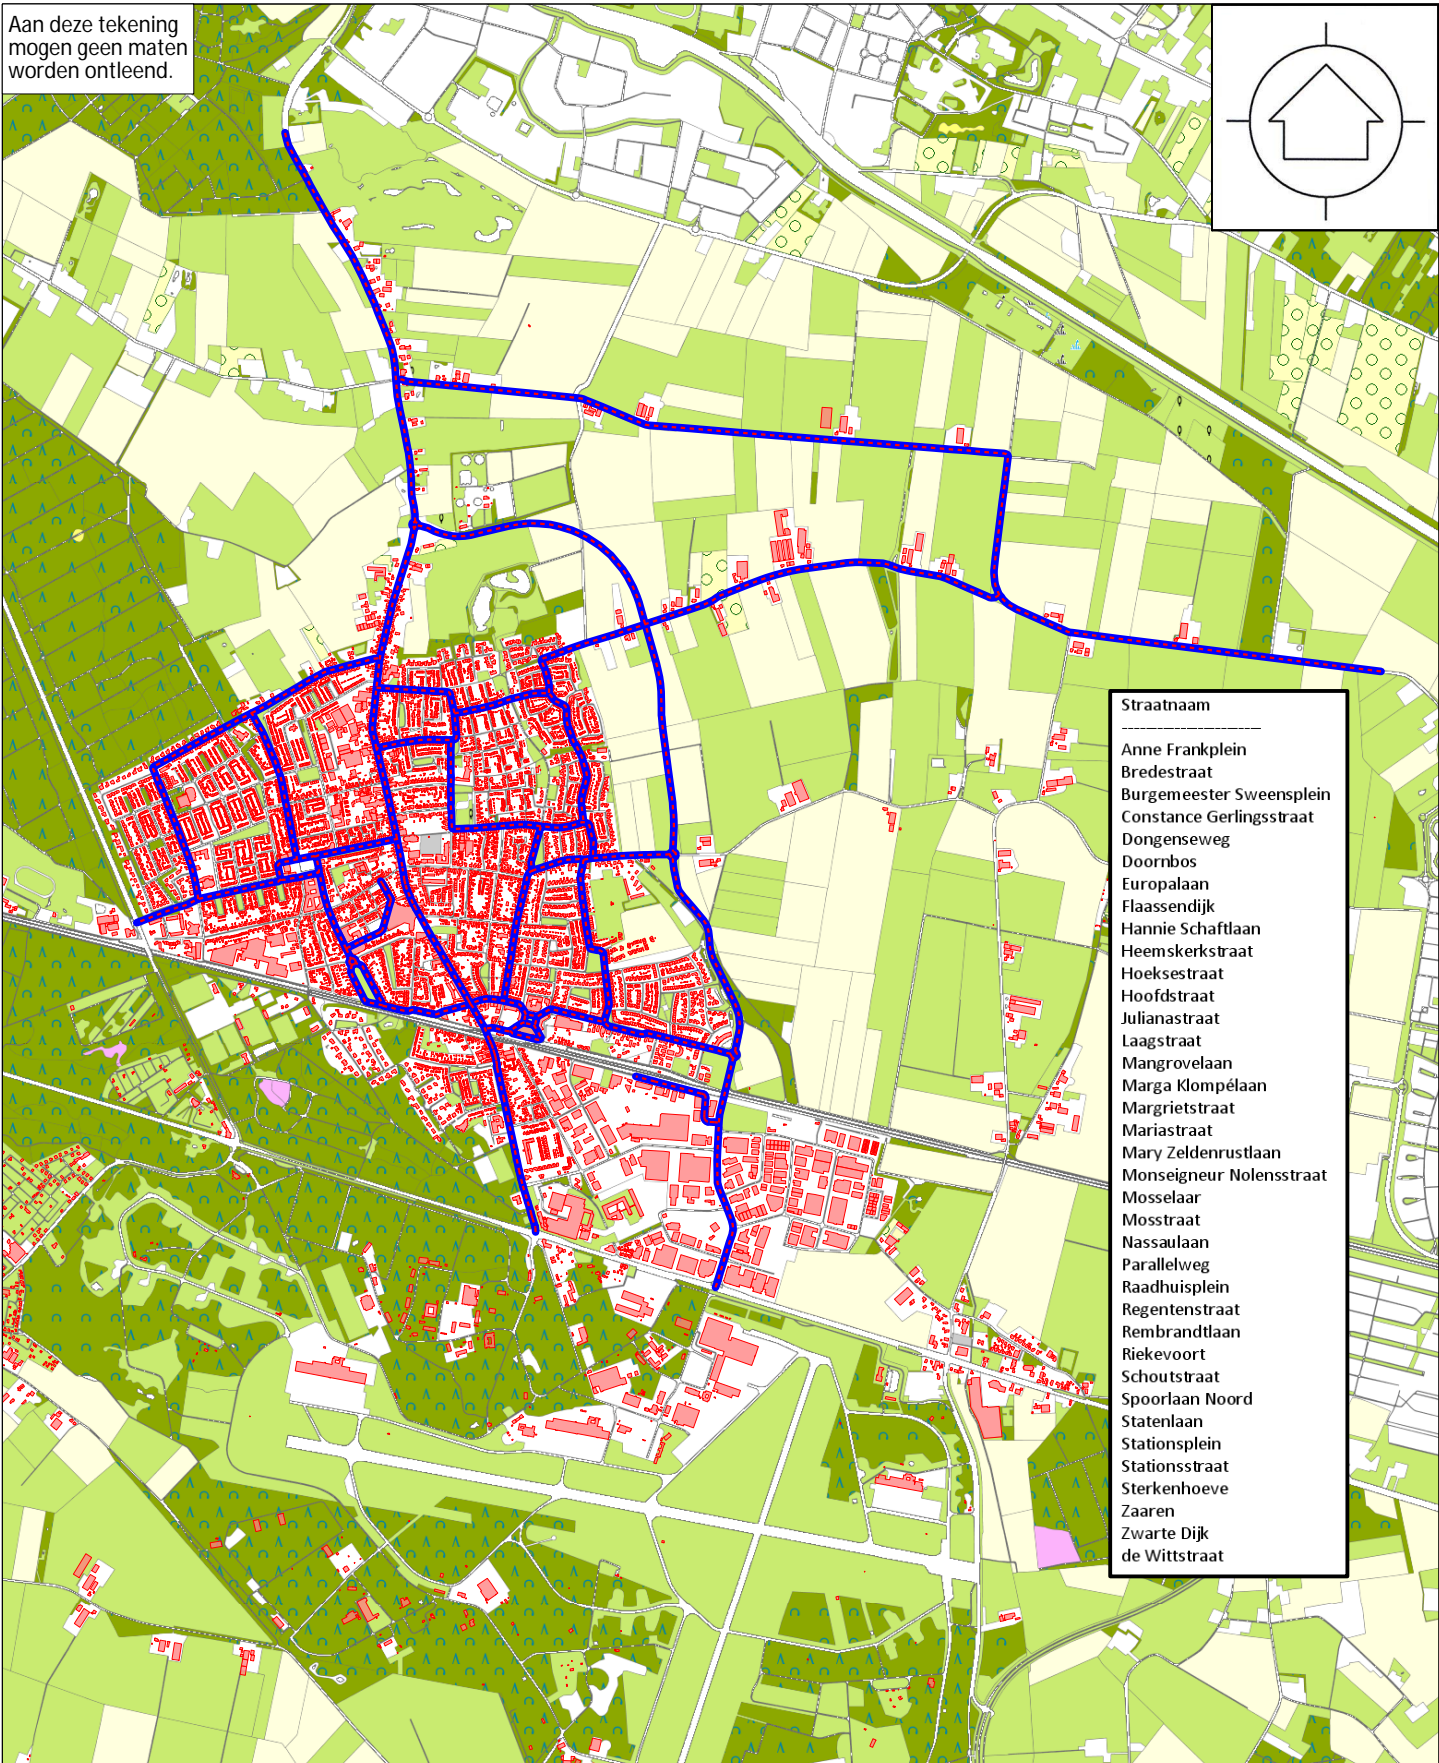 Aan deze tekening
mogen geen maten
worden ontleend.
Straatnaam
------------------------
Anne Frankplein
Bredestraat
Burgemeester Sweensplein
Constance Gerlingsstraat
Dongenseweg
Doornbos
Europalaan
Flaassendijk
Hannie Schaftlaan
Heemskerkstraat
Hoeksestraat
Hoofdstraat
Julianastraat
Laagstraat
Mangrovelaan
Marga Klompélaan
Margrietstraat
Mariastraat
Mary Zeldenrustlaan
Monseigneur Nolensstraat
Mosselaar
Mosstraat
Nassaulaan
Parallelweg
Raadhuisplein
Regentenstraat
Rembrandtlaan
Riekevoort
Schoutstraat
Spoorlaan Noord
Statenlaan
Stationsplein
Stationsstraat
Sterkenhoeve
Zaaren
Zwarte Dijk
de Wittstraat